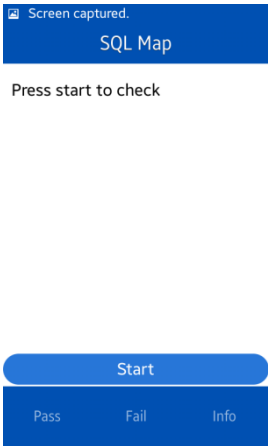 Screen captured.
SQL Map
Press start to check
Start
Pass Fail Info